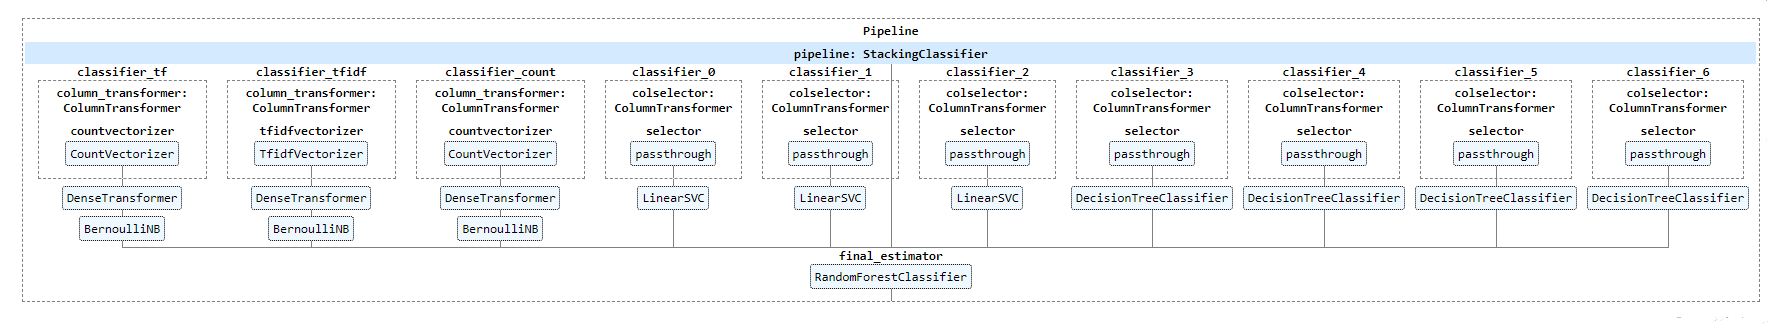 Pipeline
pipeline: StackingClassifier
classifier_tf classifier_tfidf classifier_count classifier_0 classifier_1 classifier_2 classifier_3 classifier_4 classifier_5 classifier_6
column_transformer: column_transformer: column_transformer: colselector: colselector: colselector: colselector: colselector: colselector: colselector:
ColumnTransformer ColumnTransformer ColumnTransformer ColumnTransformer ColumnTransformer ColumnTransformer ColumnTransformer ColumnTransformer ColumnTransformer ColumnTransformer
countvectorizer tfidfvectorizer countvectorizer selector selector selector selector selector selector selector
CountVectorizer TfidfVectorizer CountVectorizer passthrough passthrough passthrough passthrough passthrough passthrough passthrough
DenseTransformer DenseTransformer DenseTransformer LinearSVC LinearSVC LinearSVC DecisionTreeClassifier DecisionTreeClassifier DecisionTreeClassifier DecisionTreeClassifier
BernoulliNB BernoulliNB BernoulliNB
final_estimator
RandomForestClassifier